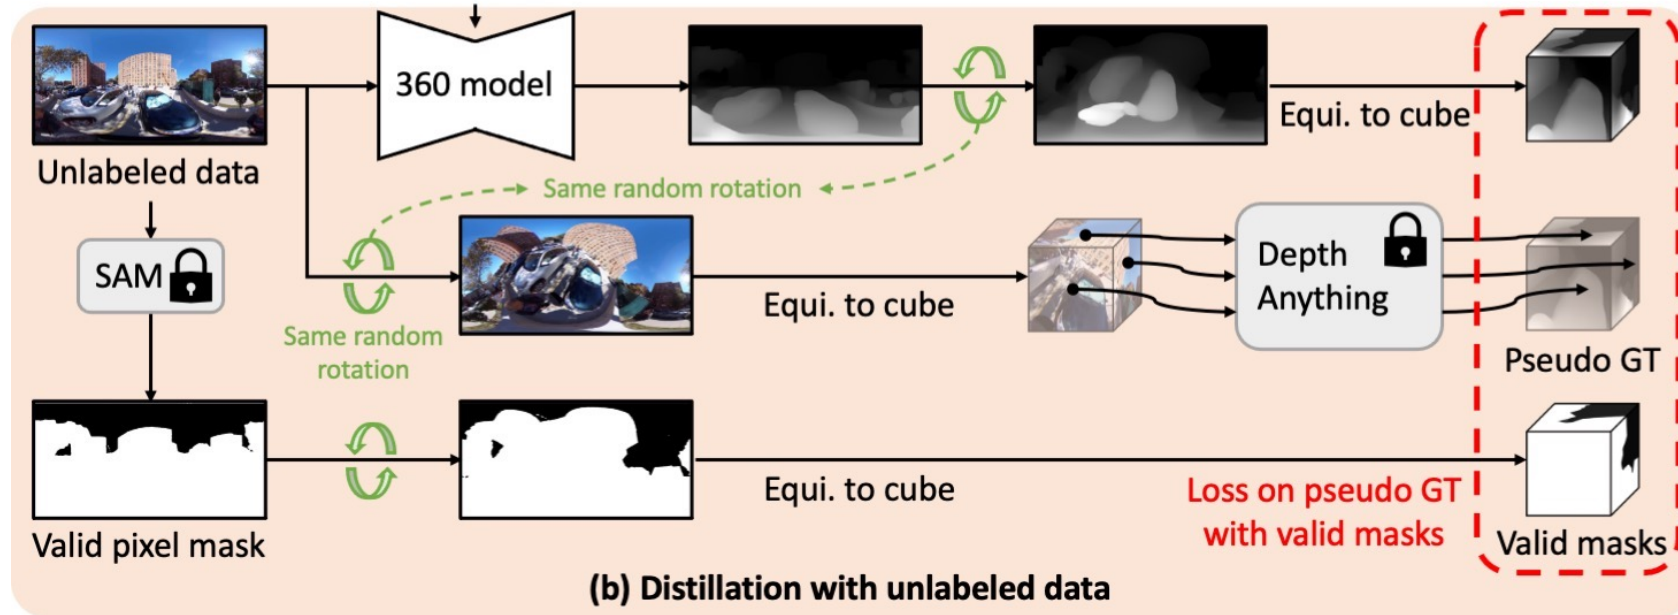 360 model
Equi. to cube
Unlabeled data
Same random rotation
SAM
Depth
Anything
Equi. to cube
Same random
rotation
Pseudo GT
Equi. to cube
Loss on pseudo GT
with valid masks
Valid pixel mask
Valid masks
(b) Distillation with unlabeled data